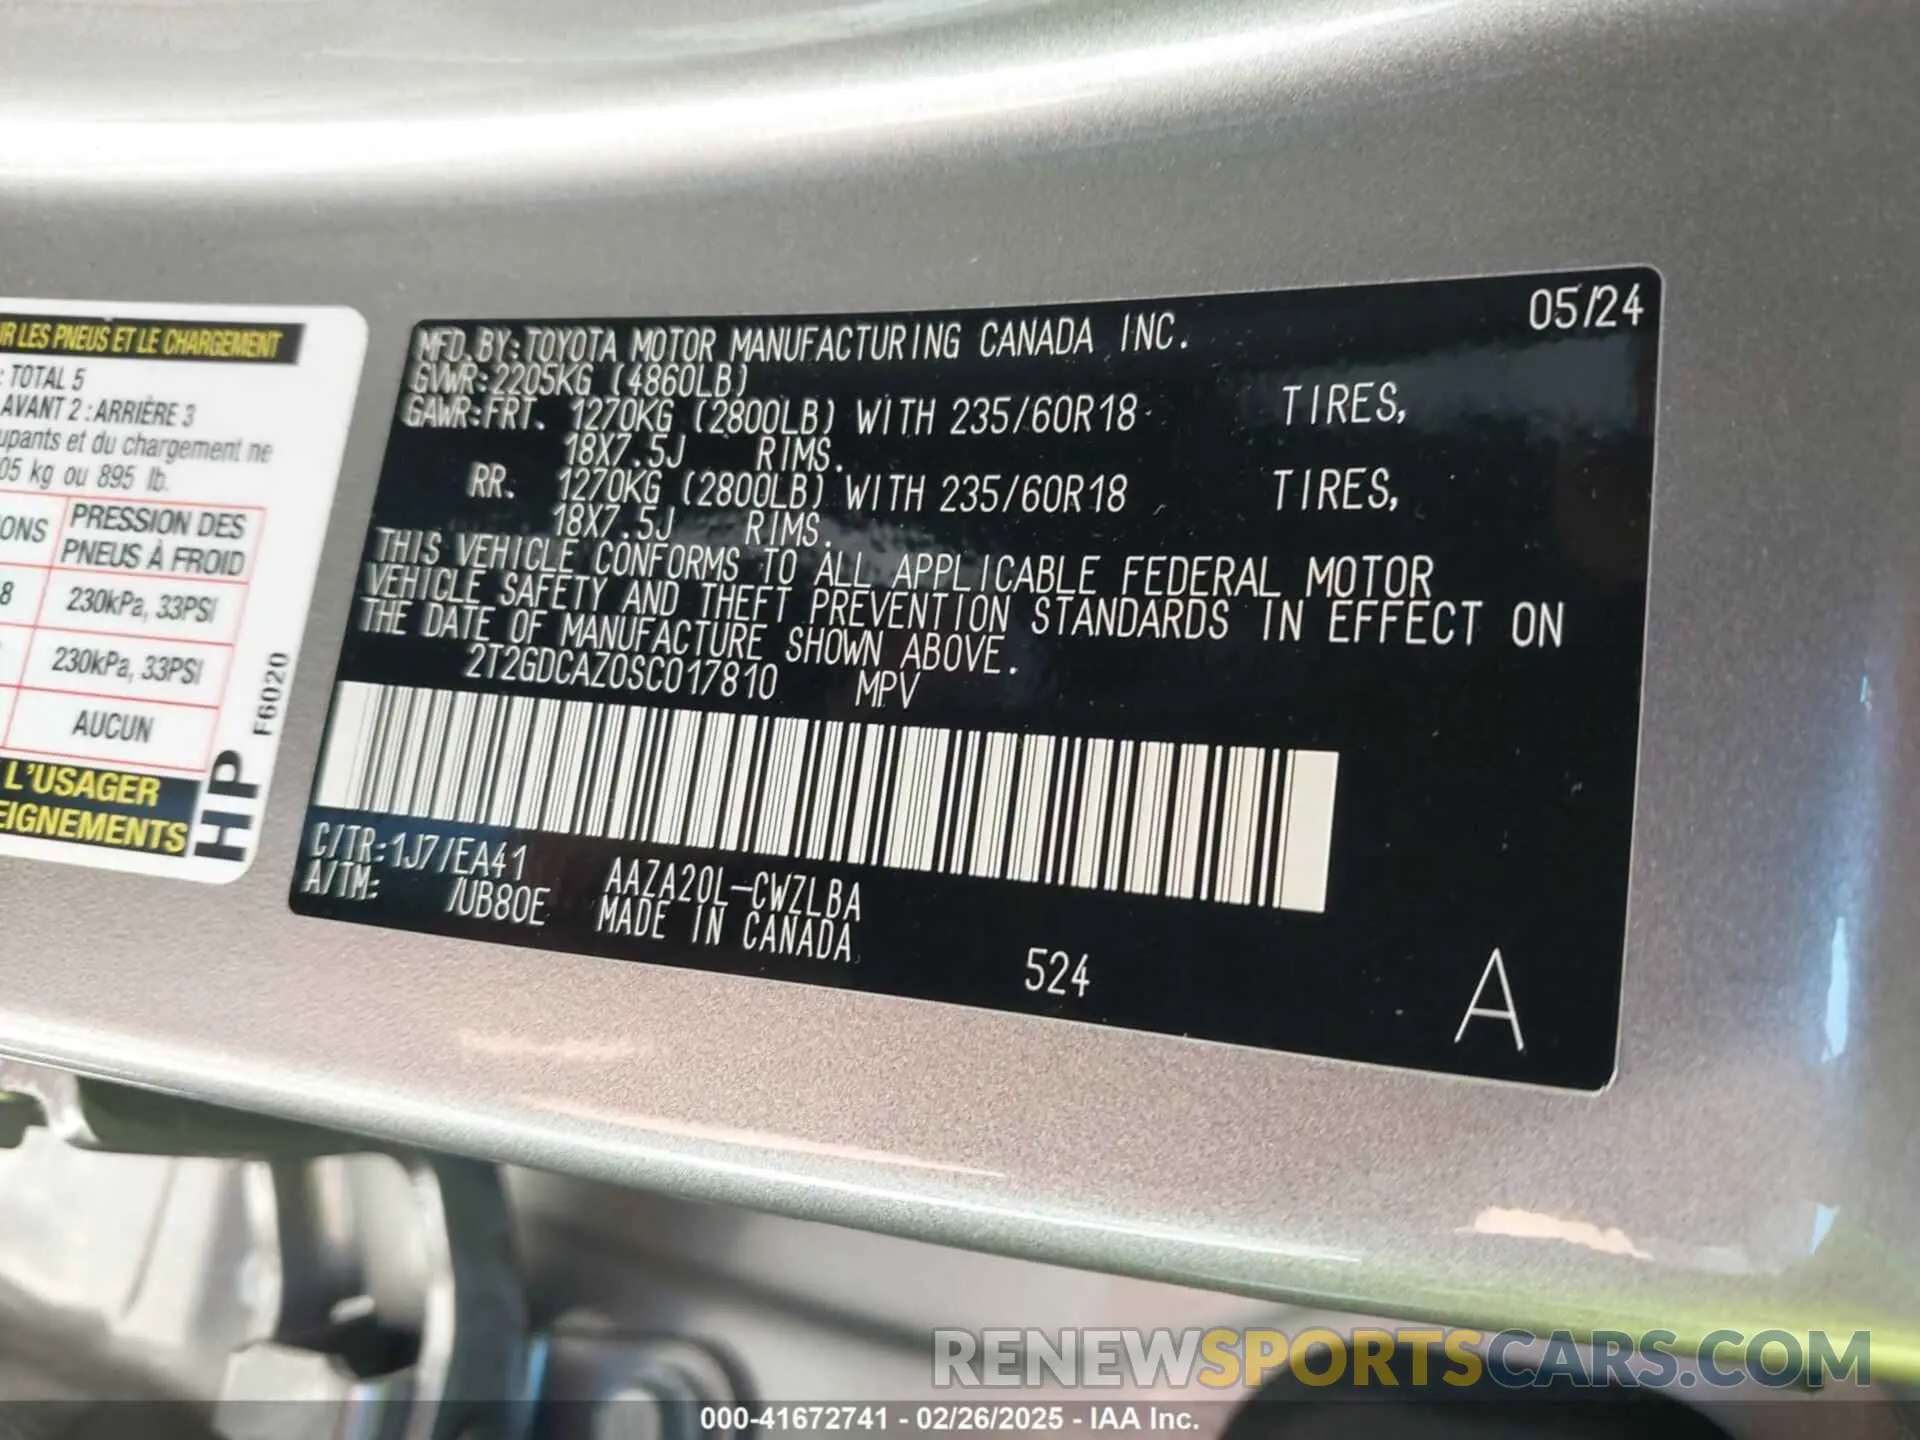 UR LES PNEUS ET LE CHARGEMENT
: TOTAL 5
AVANT 2 : ARRIÈRE 3
upants et du chargement ne
05 kg ou 895 lb.
IONS PRESSION DES
PNEUS À FROID
8 230kPa, 33PSI
230kPa, 33PSI
AUCUN
L'USAGER
EIGNEMENTS
HP
F6020
05/24
MFD. BY: TOYOTA MOTOR MANUFACTURING CANADA INC.
GVWR: 2205KG (4860LB)
GAWR: FRT. 1270KG (2800LB) WITH 235/60R18 TIRES,
18X7.5J RIMS.
RR. 1270KG (2800LB) WITH 235/60R18 TIRES,
18X7.5J RIMS.
THIS VEHICLE CONFORMS TO ALL APPLICABLE FEDERAL MOTOR
VEHICLE SAFETY AND THEFT PREVENTION STANDARDS IN EFFECT ON
THE DATE OF MANUFACTURE SHOWN ABOVE.
2T2GDCAZ0SC017810 MPV
C/TR: 1J7/EA41 AAZA20L-CWZLBA
A/TM: /UB80E MADE IN CANADA
524
A
RENEWSPORTSCARS.COM
000-41672741 - 02/26/2025 - IAA Inc.